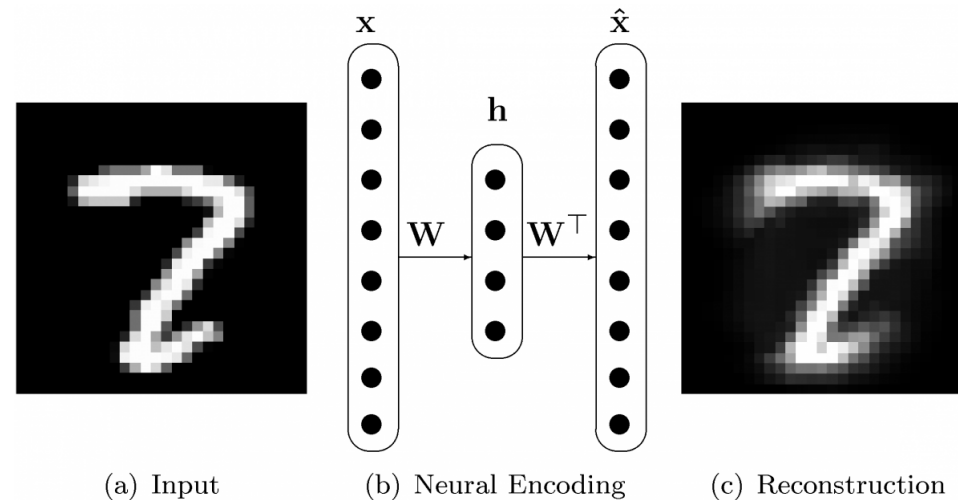 x
x̂
h
W
W⊤
(a) Input
(b) Neural Encoding
(c) Reconstruction